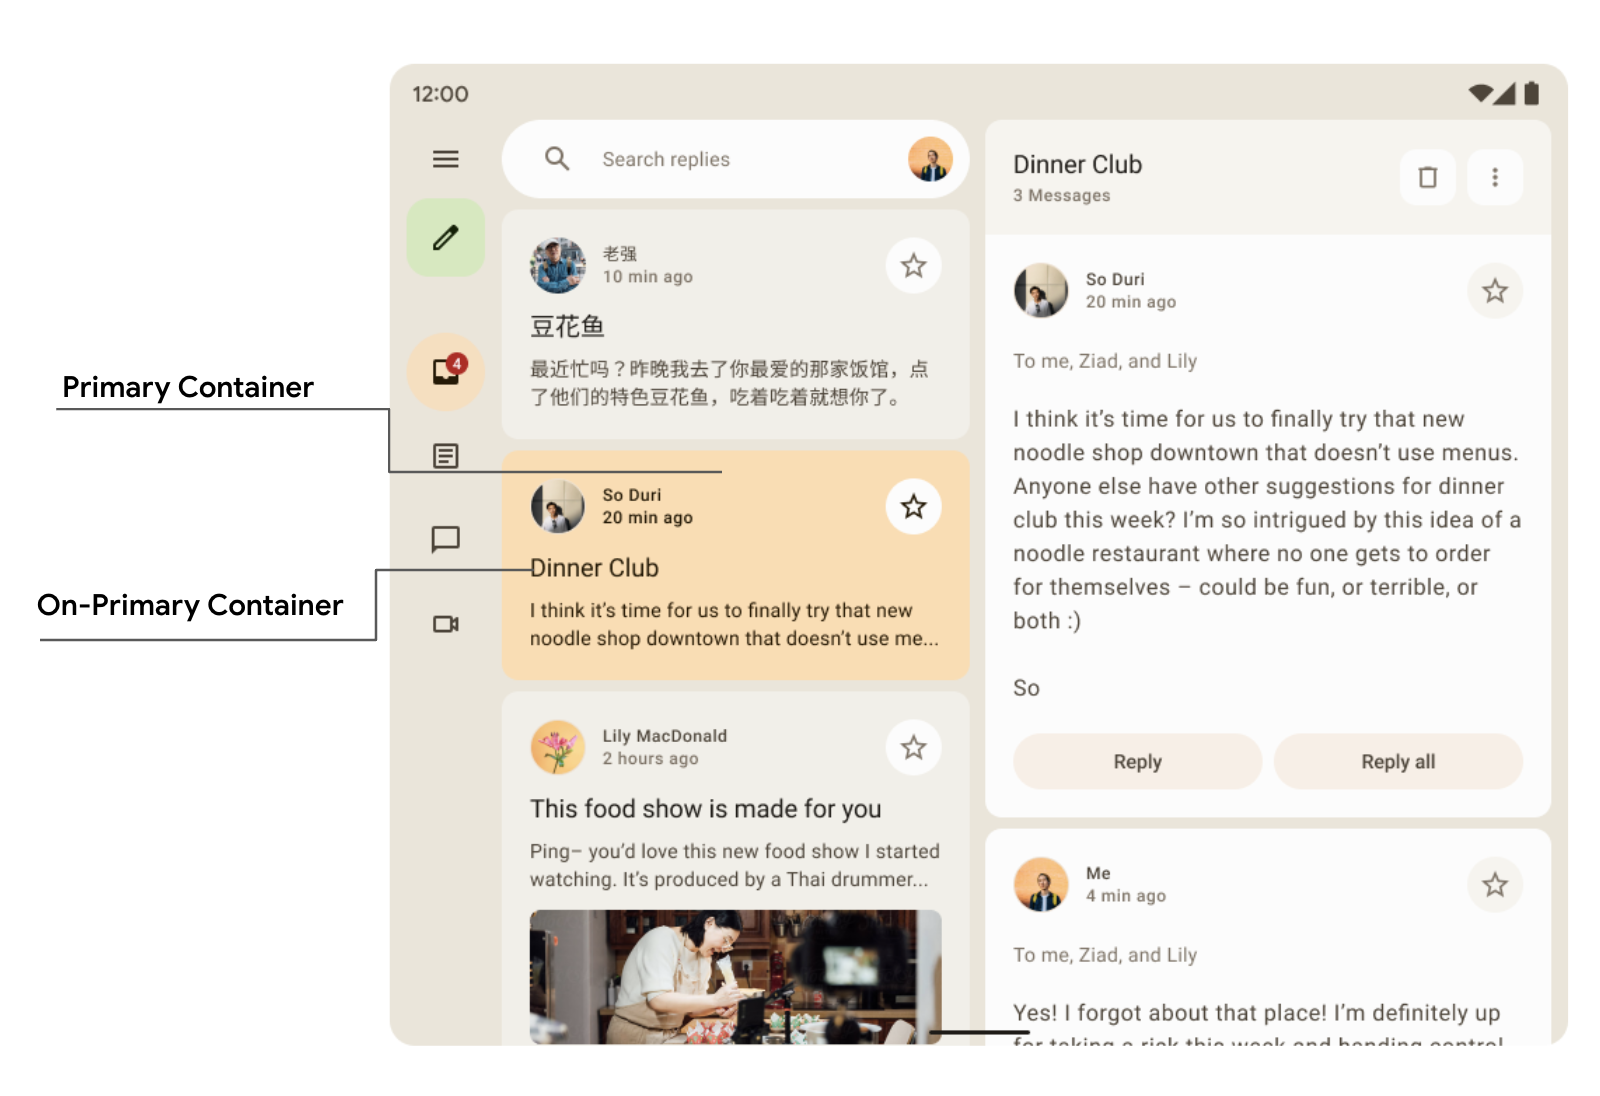 12:00
Search replies
老强
10 min ago
豆花鱼
最近忙吗？昨晚我去了你最爱的那家饭馆，点
了他们的特色豆花鱼，吃着吃着就想你了。
4
Primary Container
So Duri
20 min ago
Dinner Club
I think it’s time for us to finally try that new
noodle shop downtown that doesn’t use me...
On-Primary Container
Lily MacDonald
2 hours ago
This food show is made for you
Ping– you’d love this new food show I started
watching. It’s produced by a Thai drummer...
Dinner Club
3 Messages
So Duri
20 min ago
To me, Ziad, and Lily
I think it’s time for us to finally try that new
noodle shop downtown that doesn’t use menus.
Anyone else have other suggestions for dinner
club this week? I’m so intrigued by this idea of a
noodle restaurant where no one gets to order
for themselves – could be fun, or terrible, or
both :)
So
Reply
Reply all
Me
4 min ago
To me, Ziad, and Lily
Yes! I forgot about that place! I’m definitely up
for taking a risk this week and handing control